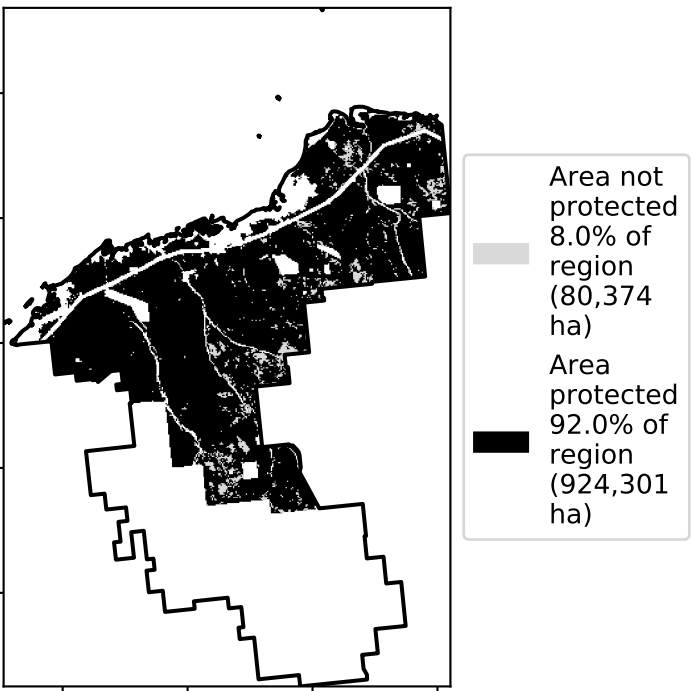 Area not
protected
8.0% of
region
(80,374
ha)
Area
protected
92.0% of
region
(924,301
ha)